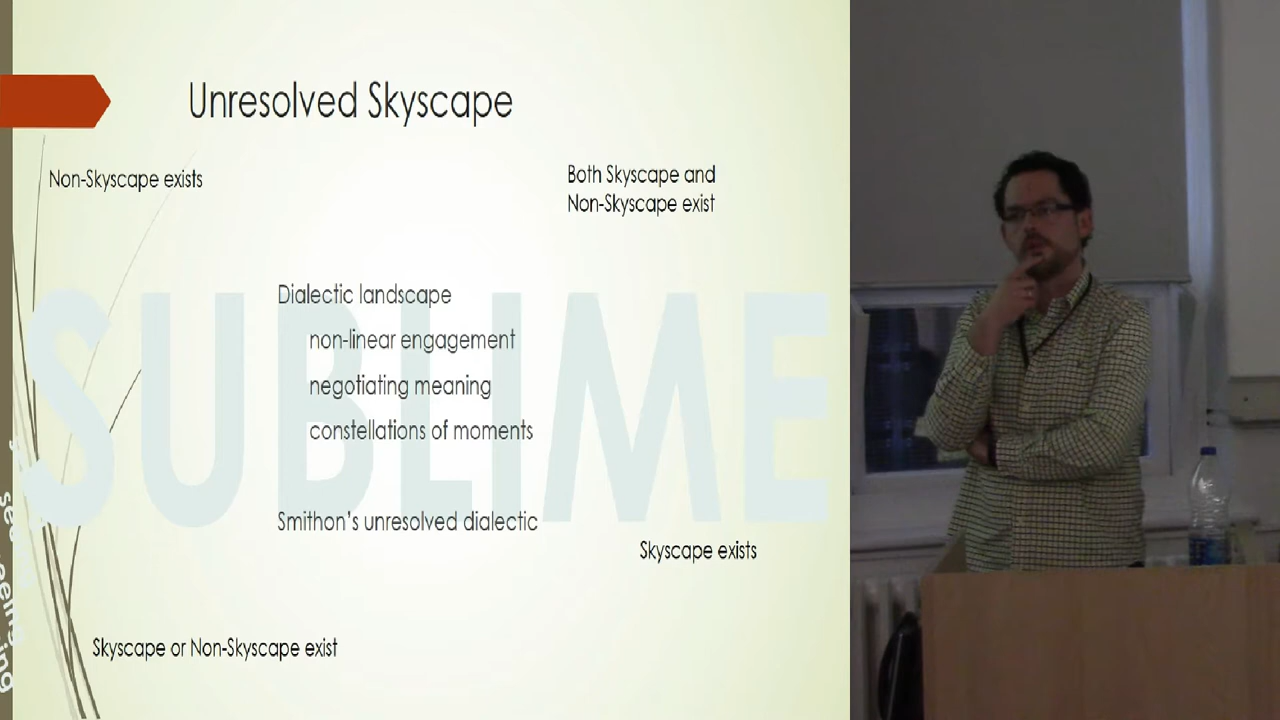 Unresolved Skyscape
Non-Skyscape exists
Both Skyscape and
Non-Skyscape exist
SUBLIME
Dialectic landscape
non-linear engagement
negotiating meaning
constellations of moments
Smithon's unresolved dialectic
Skyscape exists
Skyscape or Non-Skyscape exist